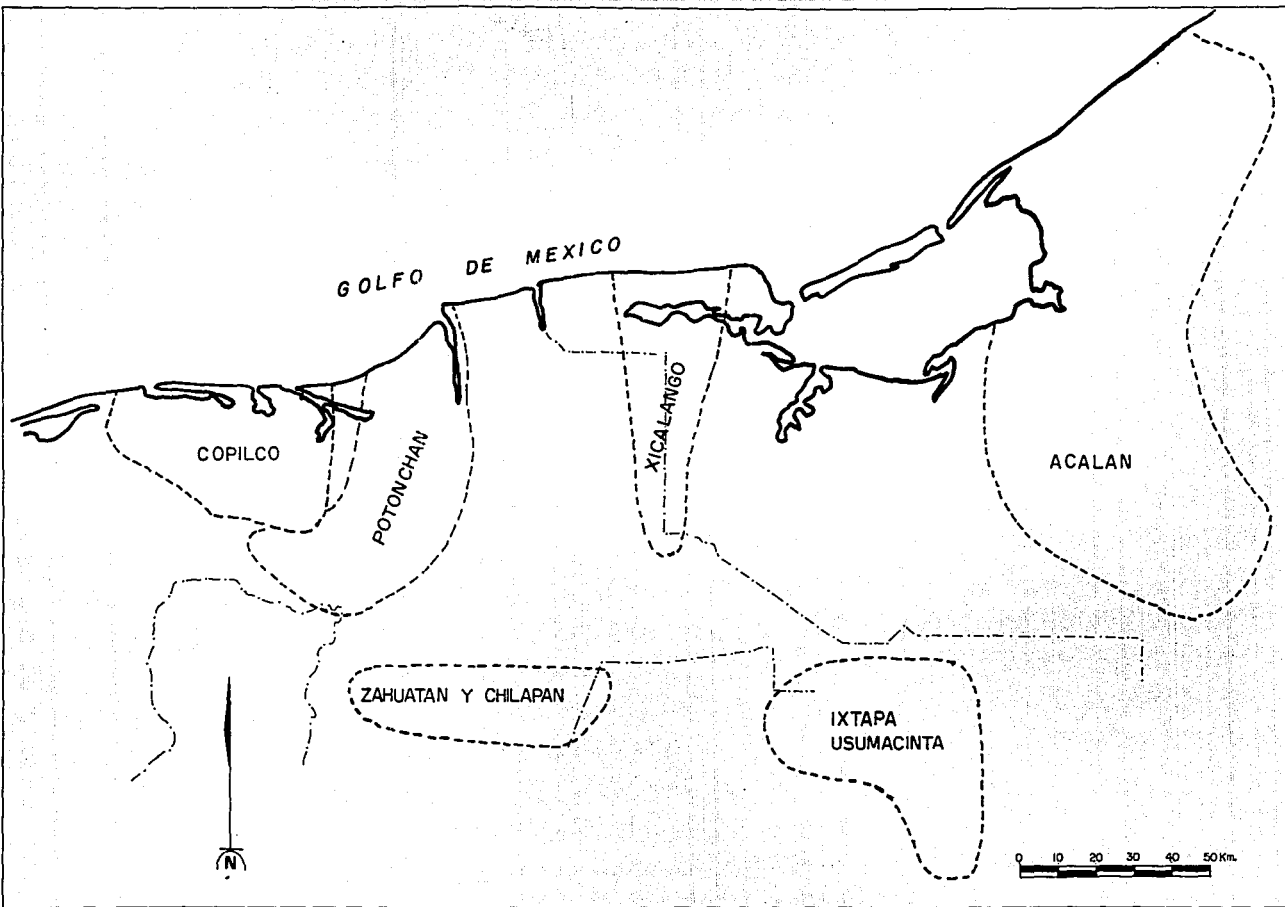 GOLFO DE MEXICO
COPILCO
POTONCHAN
XICALANGO
ACALAN
ZAHUATAN Y CHILAPAN
IXTAPA
USUMACINTA
N
0 10 20 30 40 50 Km.